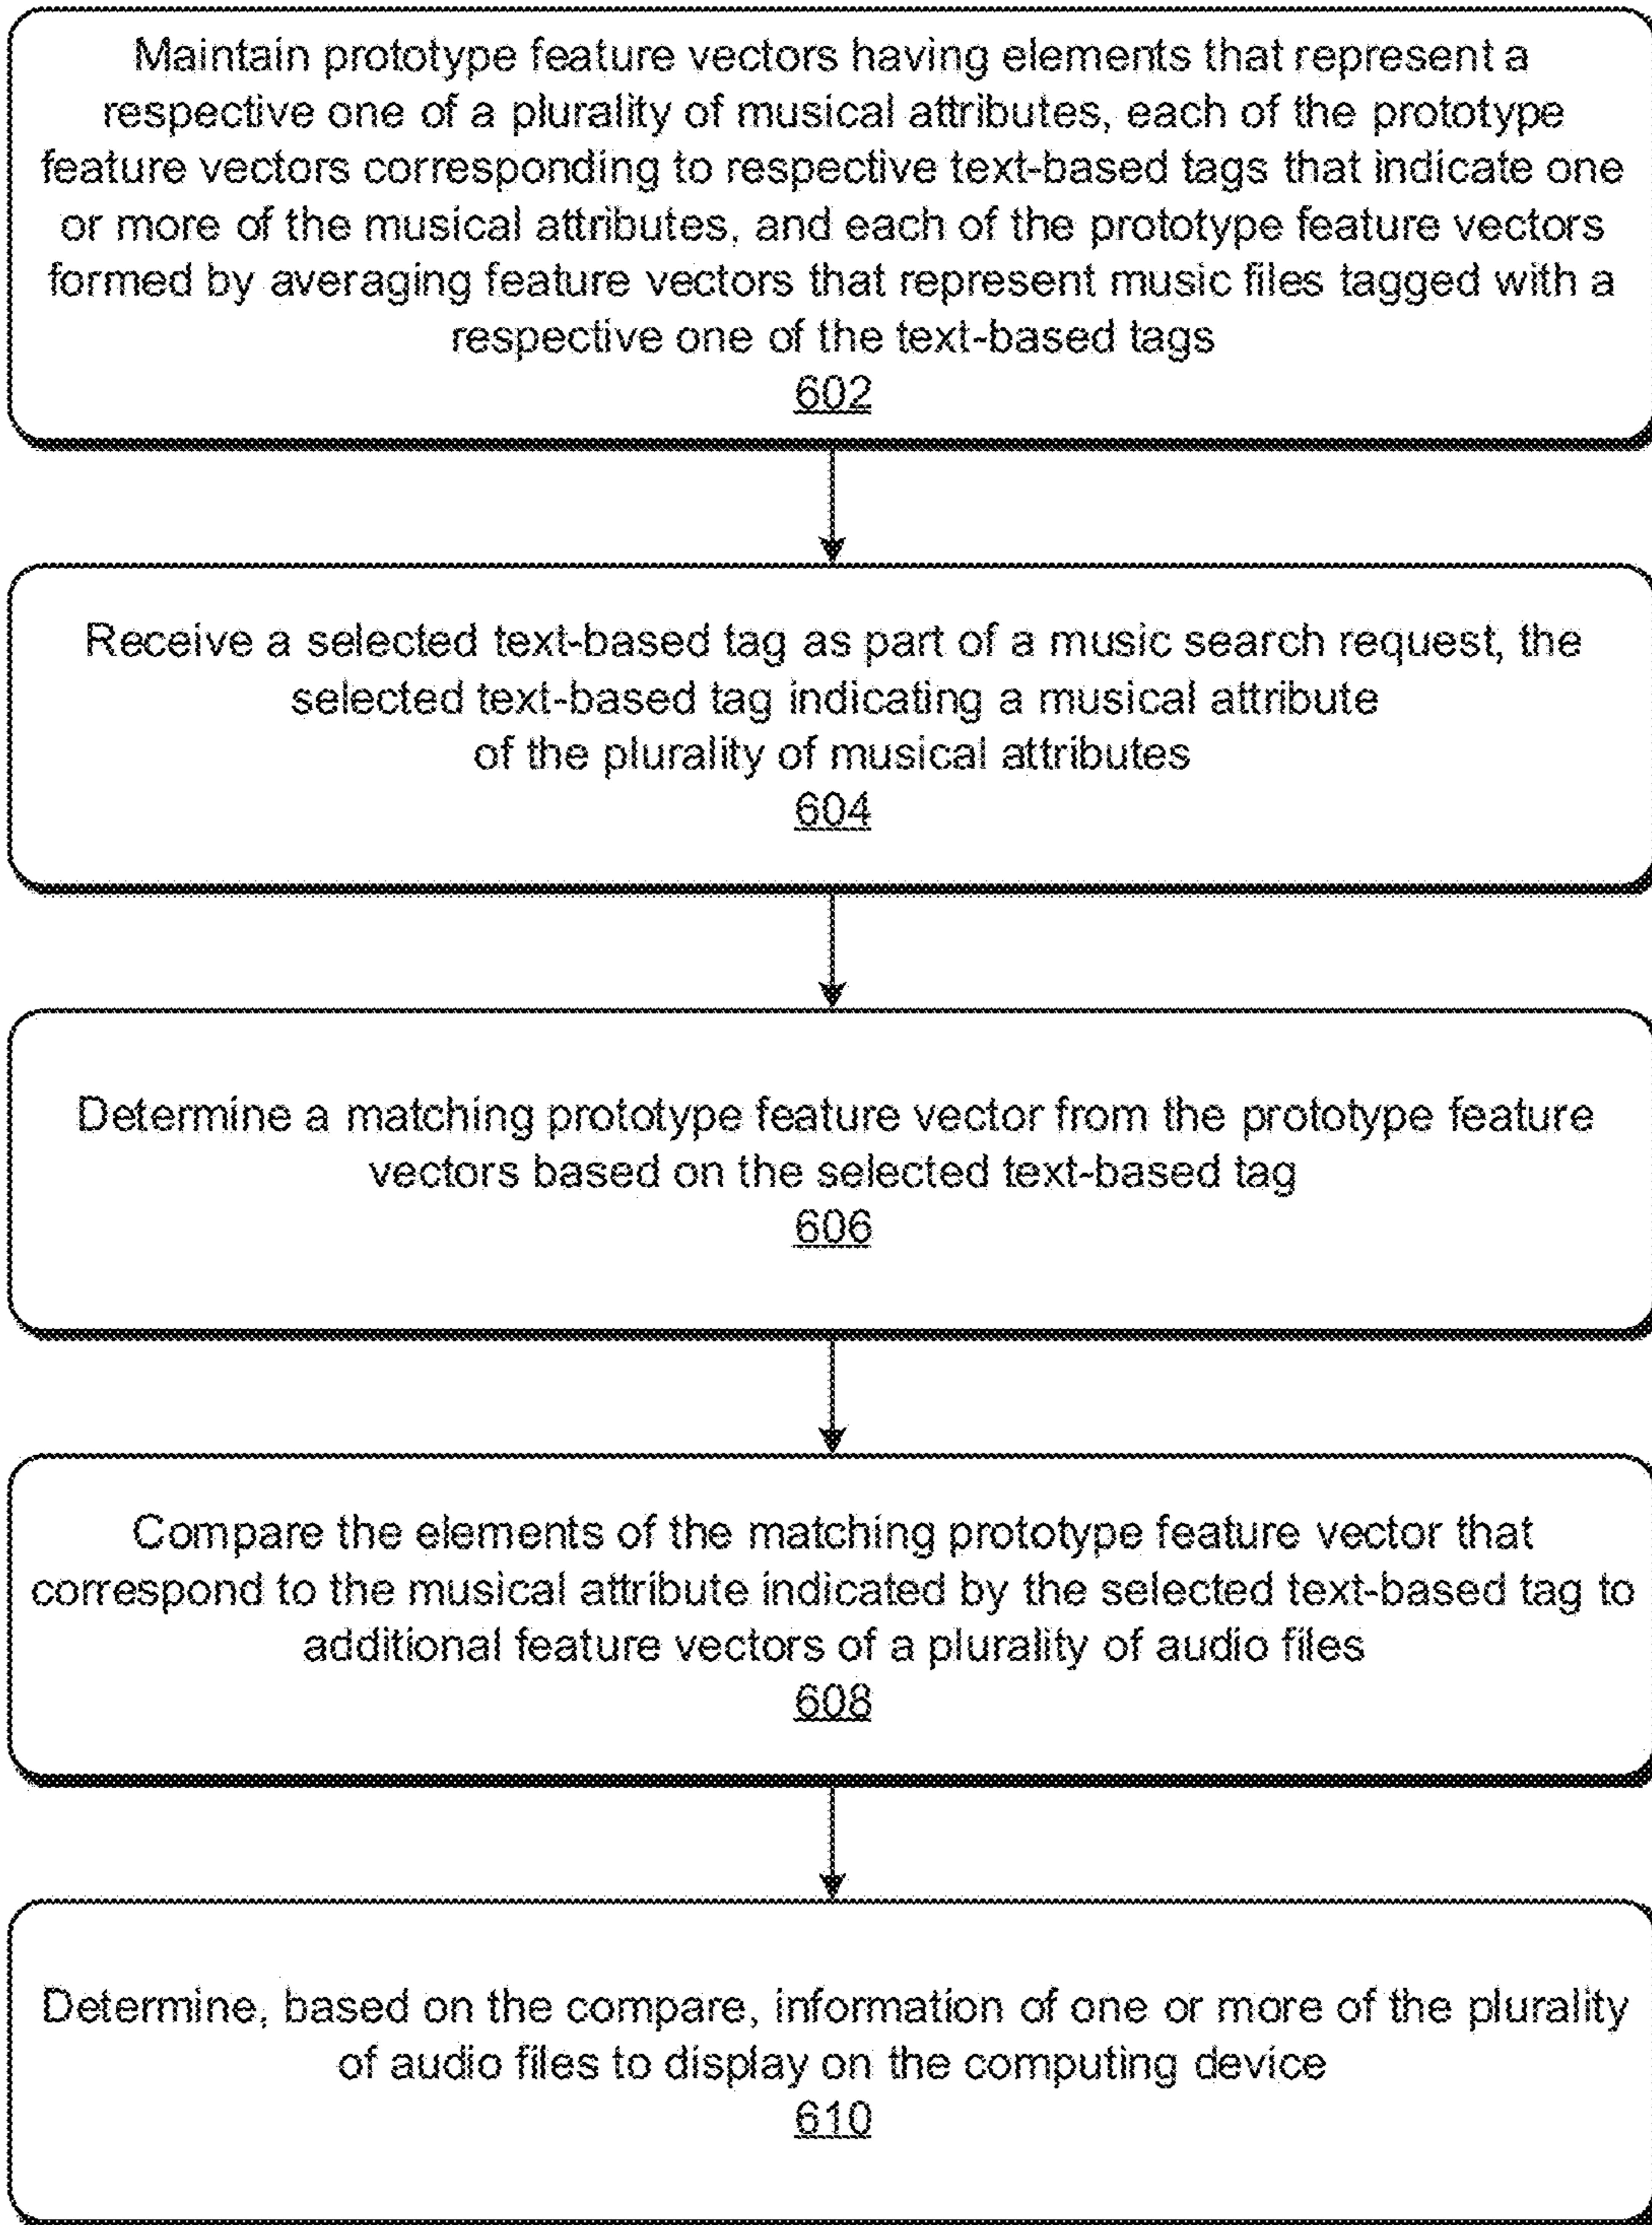 Maintain prototype feature vectors having elements that represent a
respective one of a plurality of musical attributes, each of the prototype
feature vectors corresponding to respective text-based tags that indicate one
or more of the musical attributes, and each of the prototype feature vectors
formed by averaging feature vectors that represent music files tagged with a
respective one of the text-based tags
602
Receive a selected text-based tag as part of a music search request, the
selected text-based tag indicating a musical attribute
of the plurality of musical attributes
604
Determine a matching prototype feature vector from the prototype feature
vectors based on the selected text-based tag
606
Compare the elements of the matching prototype feature vector that
correspond to the musical attribute indicated by the selected text-based tag to
additional feature vectors of a plurality of audio files
608
Determine, based on the compare, information of one or more of the plurality
of audio files to display on the computing device
610